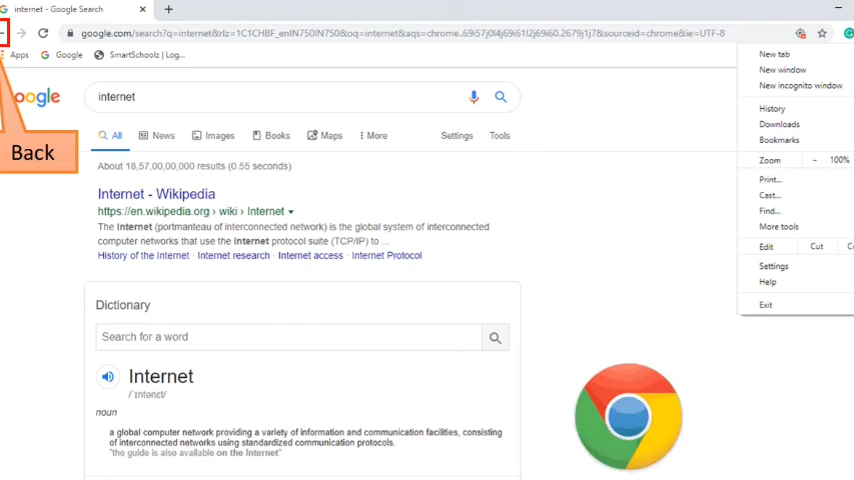 internet - Google Search
google.com/search?q=internet&rlz=1C1CHBF_enIN750IN750&oq=internet&aqs=chrome..69i57j0l4j69i61l2j69i60.2679j1j7&sourceid=chrome&ie=UTF-8
Apps Google SmartSchoolz | Log...
New tab
New window
New incognito window
History
Downloads
Bookmarks
Zoom - 100%
Print...
Cast...
Find...
More tools
Edit Cut
Settings
Help
Exit
Back
oogle
internet
All News Images Books Maps More Settings Tools
About 18,57,00,00,000 results (0.55 seconds)
Internet - Wikipedia
https://en.wikipedia.org › wiki › Internet
The Internet (portmanteau of interconnected network) is the global system of interconnected
computer networks that use the Internet protocol suite (TCP/IP) to ...
History of the Internet · Internet research · Internet access · Internet Protocol
Dictionary
Search for a word
Internet
/ˈɪntənɛt/
noun
a global computer network providing a variety of information and communication facilities, consisting
of interconnected networks using standardized communication protocols.
"the guide is also available on the Internet"